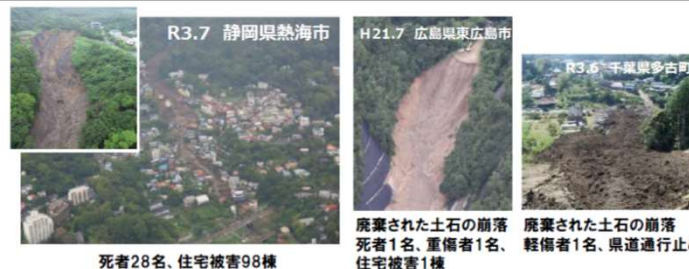 R3.7 静岡県熱海市
死者28名、住宅被害98棟
H21.7 広島県東広島市
廃棄された土石の崩落
死者1名、重傷者1名、
住宅被害1棟
R3.6 千葉県多古町
廃棄された土石の崩落
軽傷者1名、県道通行止